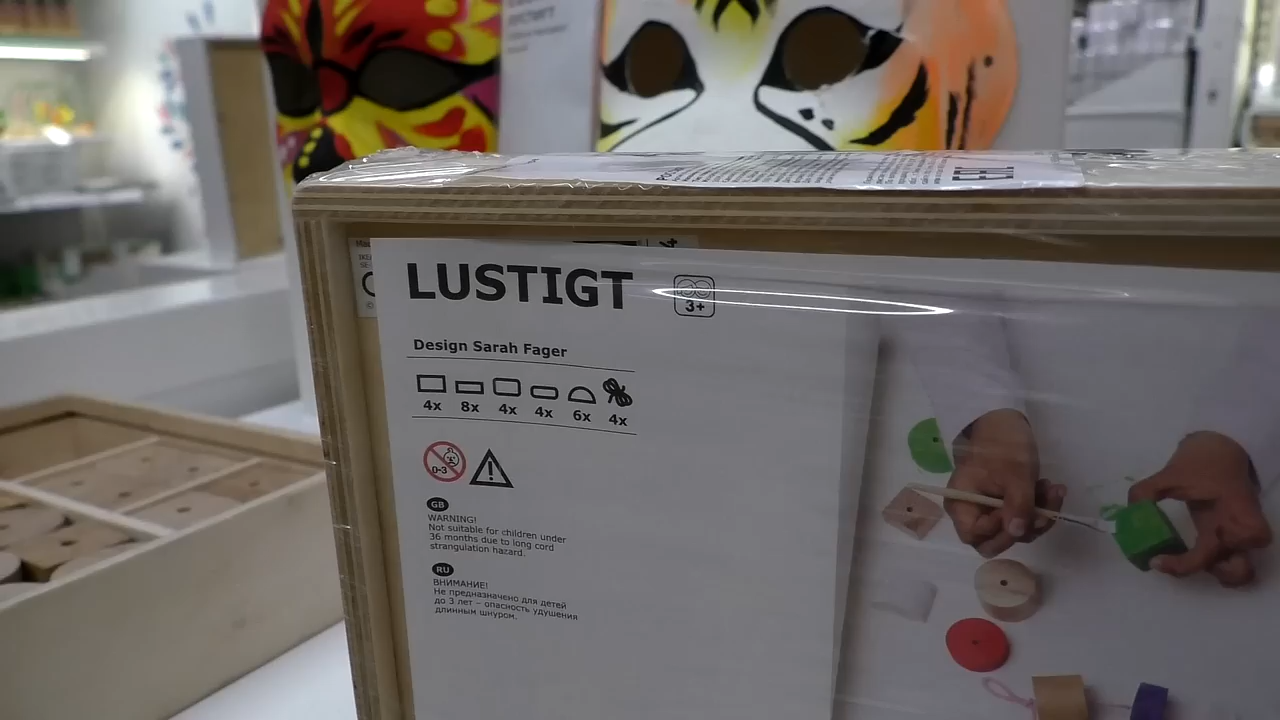 LUSTIGT
3+
Design Sarah Fager
4x 8x 4x 4x 6x 4x
0-3
GB
WARNING!
Not suitable for children under
36 months due to long cord
strangulation hazard.
RU
ВНИМАНИЕ!
Не предназначено для детей
до 3 лет – опасность удушения
длинным шнуром.